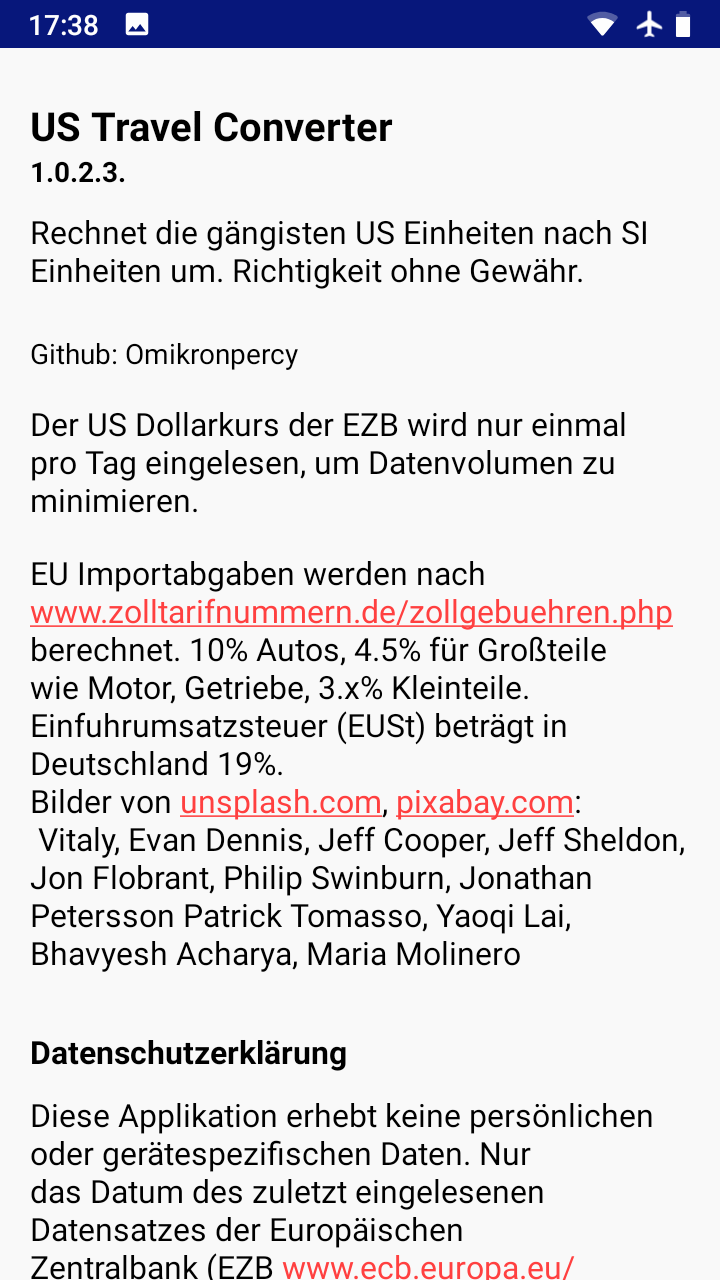 17:38
US Travel Converter
1.0.2.3.
Rechnet die gängisten US Einheiten nach SI
Einheiten um. Richtigkeit ohne Gewähr.
Github: Omikronpercy
Der US Dollarkurs der EZB wird nur einmal
pro Tag eingelesen, um Datenvolumen zu
minimieren.
EU Importabgaben werden nach
www.zolltarifnummern.de/zollgebuehren.php
berechnet. 10% Autos, 4.5% für Großteile
wie Motor, Getriebe, 3.x% Kleinteile.
Einfuhrumsatzsteuer (EUSt) beträgt in
Deutschland 19%.
Bilder von unsplash.com, pixabay.com:
Vitaly, Evan Dennis, Jeff Cooper, Jeff Sheldon,
Jon Flobrant, Philip Swinburn, Jonathan
Petersson Patrick Tomasso, Yaoqi Lai,
Bhavyesh Acharya, Maria Molinero
Datenschutzerklärung
Diese Applikation erhebt keine persönlichen
oder gerätespezifischen Daten. Nur
das Datum des zuletzt eingelesenen
Datensatzes der Europäischen
Zentralbank (EZB www.ecb.europa.eu/